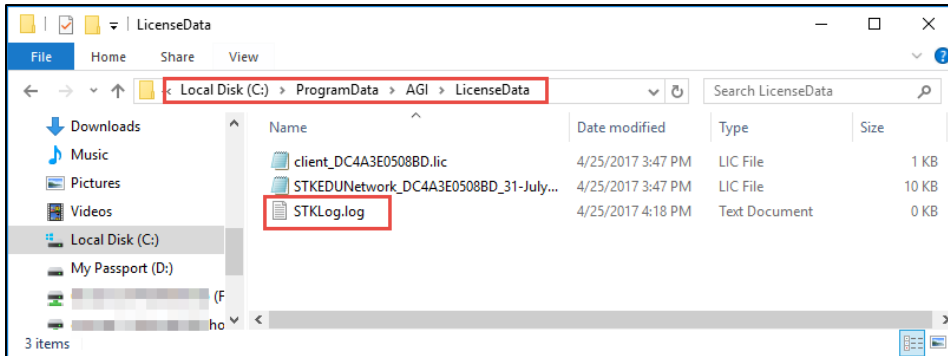 LicenseData
File Home Share View
« Local Disk (C:) > ProgramData > AGI > LicenseData
Search LicenseData
Name Date modified Type Size
Downloads
Music
Pictures
Videos
Local Disk (C:)
My Passport (D:)
(F
ho
client_DC4A3E0508BD.lic 4/25/2017 3:47 PM LIC File 1 KB
STKEDUNetwork_DC4A3E0508BD_31-July... 4/25/2017 3:47 PM LIC File 10 KB
STKLog.log 4/25/2017 4:18 PM Text Document 0 KB
3 items